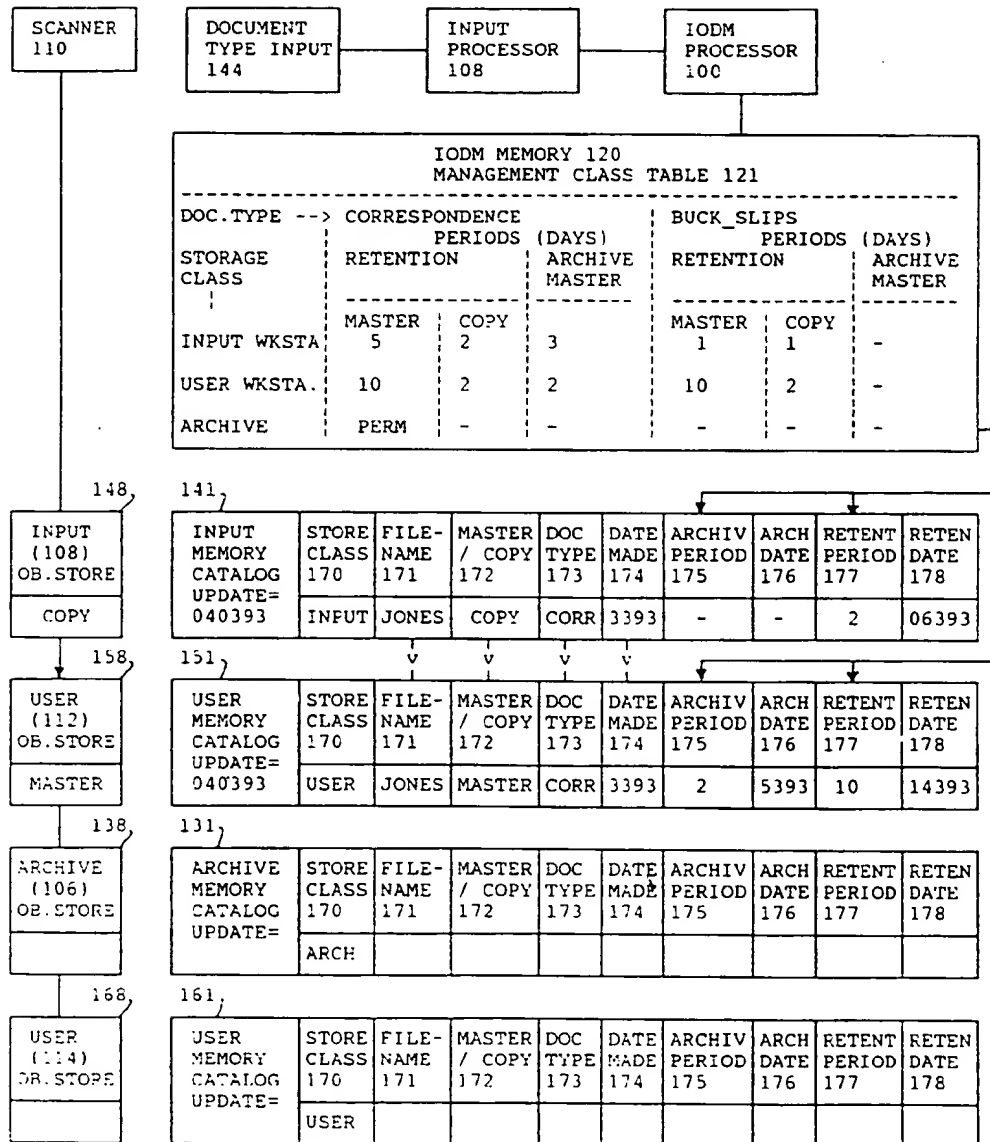 SCANNER
110
DOCUMENT
TYPE INPUT
144
INPUT
PROCESSOR
108
IODM
PROCESSOR
100
IODM MEMORY 120
MANAGEMENT CLASS TABLE 121
DOC.TYPE --> CORRESPONDENCE BUCK_SLIPS
PERIODS (DAYS) PERIODS (DAYS)
STORAGE RETENTION ARCHIVE RETENTION ARCHIVE
CLASS MASTER MASTER
MASTER COPY MASTER COPY
INPUT WKSTA 5 2 3 1 1 -
USER WKSTA. 10 2 2 10 2 -
ARCHIVE PERM - - - - -
148 141
INPUT
(108)
OB.STORE
COPY
INPUT STORE FILE- MASTER DOC DATE ARCHIV ARCH RETENT RETEN
MEMORY CLASS NAME / COPY TYPE MADE PERIOD DATE PERIOD DATE
CATALOG 170 171 172 173 174 175 176 177 178
UPDATE=
040393 INPUT JONES COPY CORR 3393 - - 2 06393
v v v v
158 151
USER
(112)
OB.STORE
MASTER
USER STORE FILE- MASTER DOC DATE ARCHIV ARCH RETENT RETEN
MEMORY CLASS NAME / COPY TYPE MADE PERIOD DATE PERIOD DATE
CATALOG 170 171 172 173 174 175 176 177 178
UPDATE=
040393 USER JONES MASTER CORR 3393 2 5393 10 14393
138 131
ARCHIVE
(106)
OB.STORE
ARCHIVE STORE FILE- MASTER DOC DATE ARCHIV ARCH RETENT RETEN
MEMORY CLASS NAME / COPY TYPE MADE PERIOD DATE PERIOD DATE
CATALOG 170 171 172 173 174 175 176 177 178
UPDATE=
ARCH
168 161
USER
(114)
OB.STORE
USER STORE FILE- MASTER DOC DATE ARCHIV ARCH RETENT RETEN
MEMORY CLASS NAME / COPY TYPE MADE PERIOD DATE PERIOD DATE
CATALOG 170 171 172 173 174 175 176 177 178
UPDATE=
USER